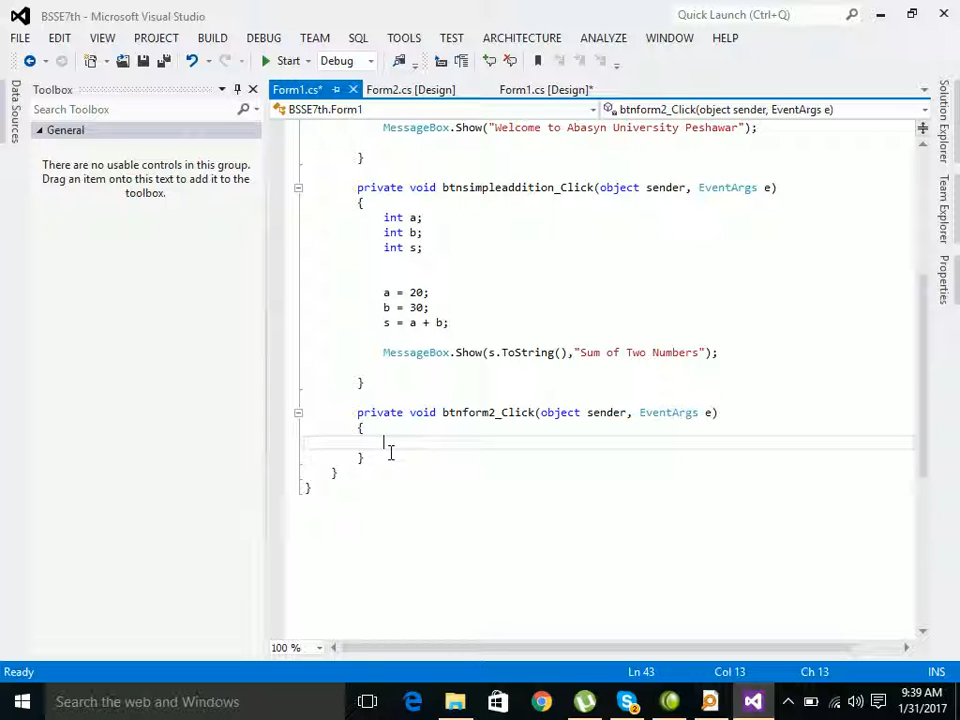 BSSE7th - Microsoft Visual Studio
Quick Launch (Ctrl+Q)
FILE EDIT VIEW PROJECT BUILD DEBUG TEAM SQL TOOLS TEST ARCHITECTURE ANALYZE WINDOW HELP
Start Debug
Data Sources
Toolbox
Search Toolbox
General
There are no usable controls in this group.
Drag an item onto this text to add it to the
toolbox.
Form1.cs* Form2.cs [Design] Form1.cs [Design]*
BSSE7th.Form1 btnform2_Click(object sender, EventArgs e)
MessageBox.Show("Welcome to Abasyn University Peshawar");
}
private void btnsimpleaddition_Click(object sender, EventArgs e)
{
int a;
int b;
int s;
a = 20;
b = 30;
s = a + b;
MessageBox.Show(s.ToString(),"Sum of Two Numbers");
}
private void btnform2_Click(object sender, EventArgs e)
{
}
}
}
Solution Explorer
Team Explorer
Properties
100 %
Ready Ln 43 Col 13 Ch 13 INS
Search the web and Windows
2
9:39 AM
1/31/2017